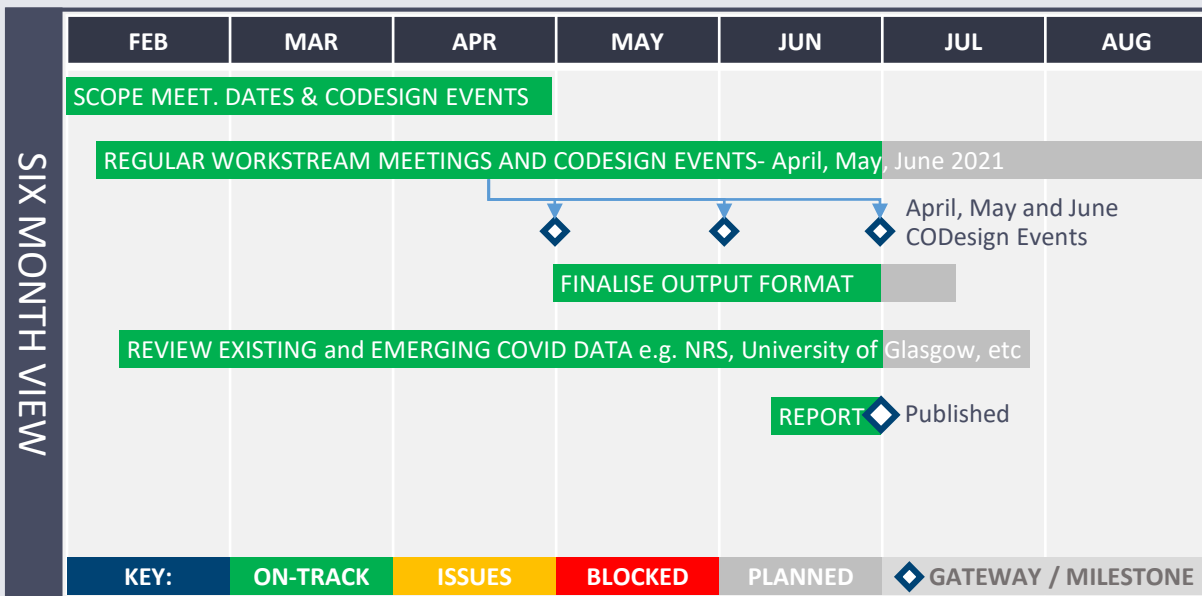 FEB MAR APR MAY JUN JUL AUG
SIX MONTH VIEW
SCOPE MEET. DATES & CODESIGN EVENTS
REGULAR WORKSTREAM MEETINGS AND CODESIGN EVENTS- April, May, June 2021
April, May and June
CODesign Events
FINALISE OUTPUT FORMAT
REVIEW EXISTING and EMERGING COVID DATA e.g. NRS, University of Glasgow, etc
REPORT
Published
KEY: ON-TRACK ISSUES BLOCKED PLANNED GATEWAY / MILESTONE